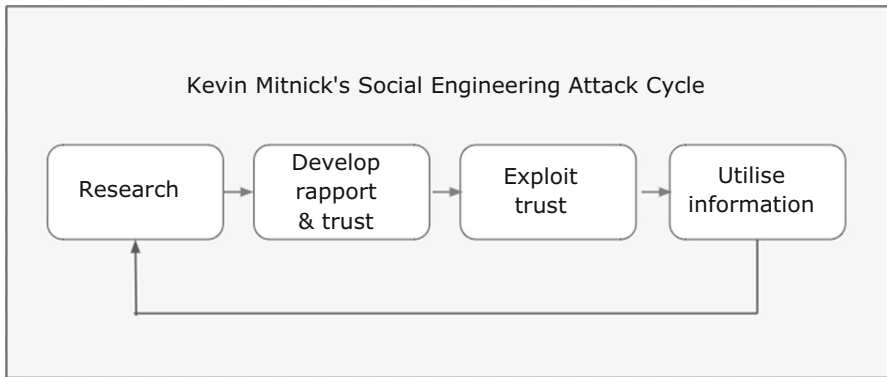 Kevin Mitnick's Social Engineering Attack Cycle
Research
Develop
rapport
& trust
Exploit
trust
Utilise
information